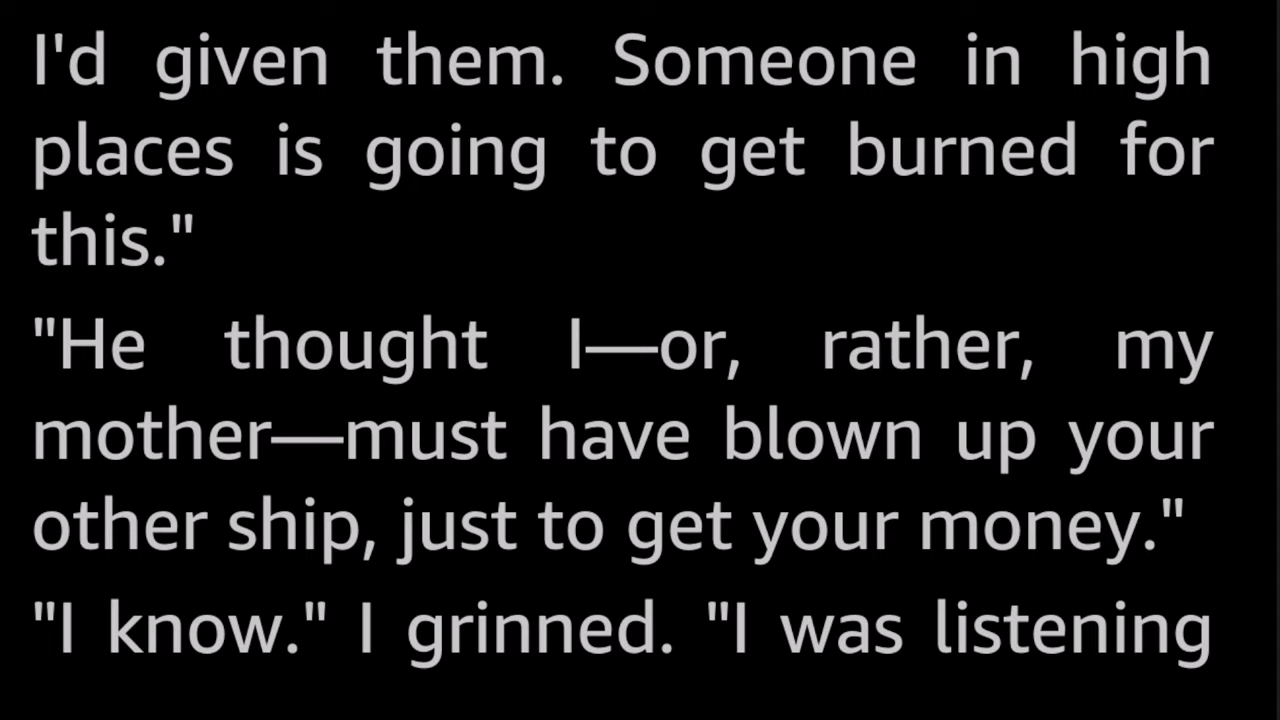 I'd given them. Someone in high
places is going to get burned for
this."
"He thought I—or, rather, my
mother—must have blown up your
other ship, just to get your money."
"I know." I grinned. "I was listening